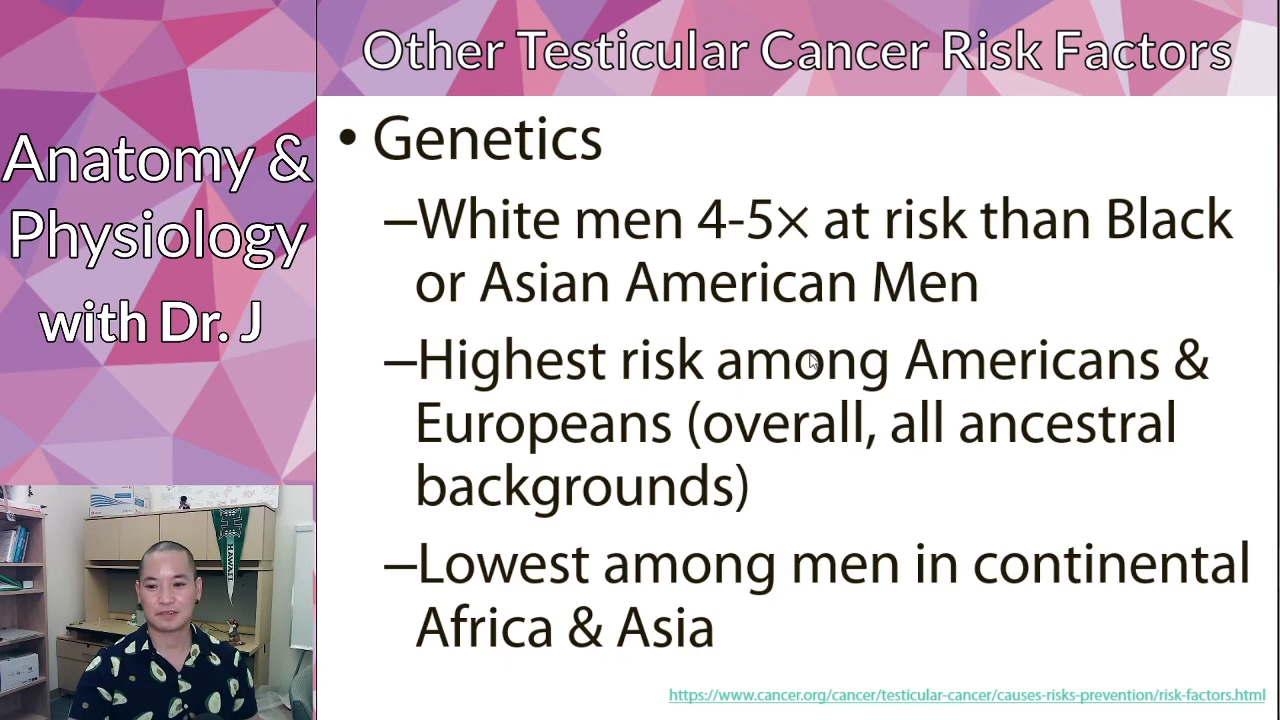 Other Testicular Cancer Risk Factors
Anatomy &
Physiology
with Dr. J
• Genetics
–White men 4-5× at risk than Black
or Asian American Men
–Highest risk among Americans &
Europeans (overall, all ancestral
backgrounds)
–Lowest among men in continental
Africa & Asia
https://www.cancer.org/cancer/testicular-cancer/causes-risks-prevention/risk-factors.html
H
HAWAII